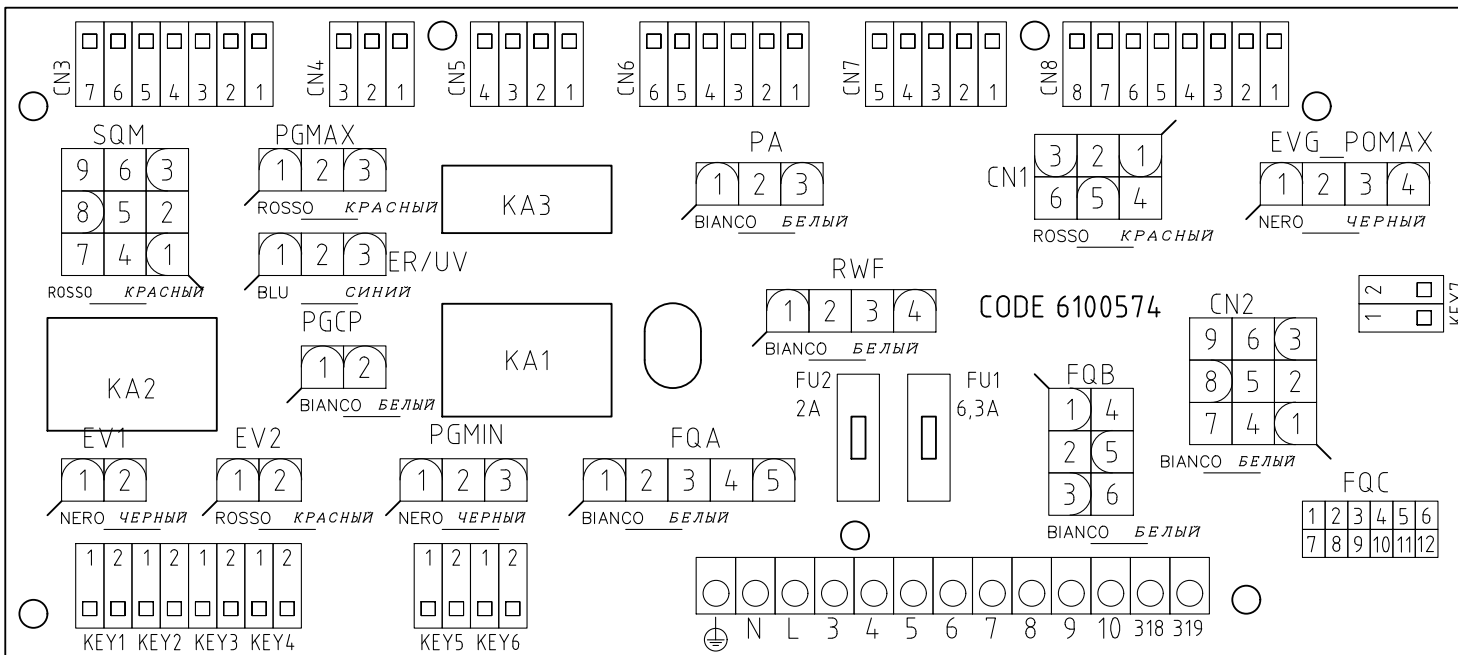 CN3 7 6 5 4 3 2 1
CN4 3 2 1
CN5 4 3 2 1
CN6 6 5 4 3 2 1
CN7 5 4 3 2 1
CN8 8 7 6 5 4 3 2 1
SQM
9 6 3
8 5 2
7 4 1
ROSSO КРАСНЫЙ
PGMAX
1 2 3
ROSSO КРАСНЫЙ
1 2 3 ER/UV
BLU СИНИЙ
KA3
PA
1 2 3
BIANCO БЕЛЫЙ
CN1
3 2 1
6 5 4
ROSSO КРАСНЫЙ
EVG_POMAX
1 2 3 4
NERO ЧЕРНЫЙ
KA2
PGCP
1 2
BIANCO БЕЛЫЙ
KA1
RWF
1 2 3 4
BIANCO БЕЛЫЙ
CODE 6100574
KEY7
2
1
CN2
9 6 3
8 5 2
7 4 1
BIANCO БЕЛЫЙ
FU2
2A
FU1
6,3A
FQB
1 4
2 5
3 6
BIANCO БЕЛЫЙ
EV1
1 2
NERO ЧЕРНЫЙ
EV2
1 2
ROSSO КРАСНЫЙ
PGMIN
1 2 3
NERO ЧЕРНЫЙ
FQA
1 2 3 4 5
BIANCO БЕЛЫЙ
FQC
1 2 3 4 5 6
7 8 9 10 11 12
1 2 1 2 1 2 1 2
KEY1 KEY2 KEY3 KEY4
1 2 1 2
KEY5 KEY6
N L 3 4 5 6 7 8 9 10 318 319